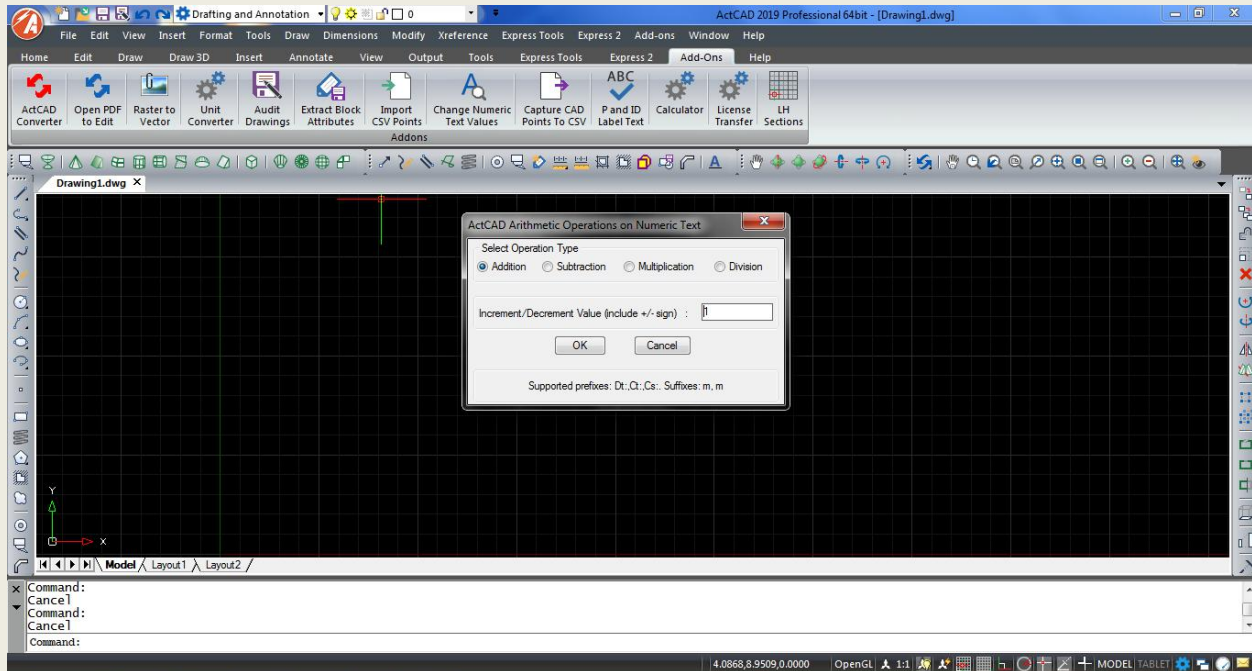 Drafting and Annotation
0
ActCAD 2019 Professional 64bit - [Drawing1.dwg]
File Edit View Insert Format Tools Draw Dimensions Modify Xreference Express Tools Express 2 Add-ons Window Help
Home Edit Draw Draw 3D Insert Annotate View Output Tools Express Tools Express 2 Add-Ons Help
ABC
ActCAD Open PDF Raster to Unit Audit Extract Block Import Change Numeric Capture CAD P and ID Calculator License LH
Converter to Edit Vector Converter Drawings Attributes CSV Points Text Values Points To CSV Label Text Transfer Sections
Addons
Drawing1.dwg X
ActCAD Arithmetic Operations on Numeric Text
Select Operation Type
Addition Subtraction Multiplication Division
Increment/Decrement Value (include +/- sign) : 1
OK Cancel
Supported prefixes: Dt:,Ct:,Cs:. Suffixes: m, m
Y
X
Model Layout1 Layout2
Command:
Cancel
Command:
Cancel
Command:
4.0868,8.9509,0.0000 OpenGL 1:1 MODEL TABLET